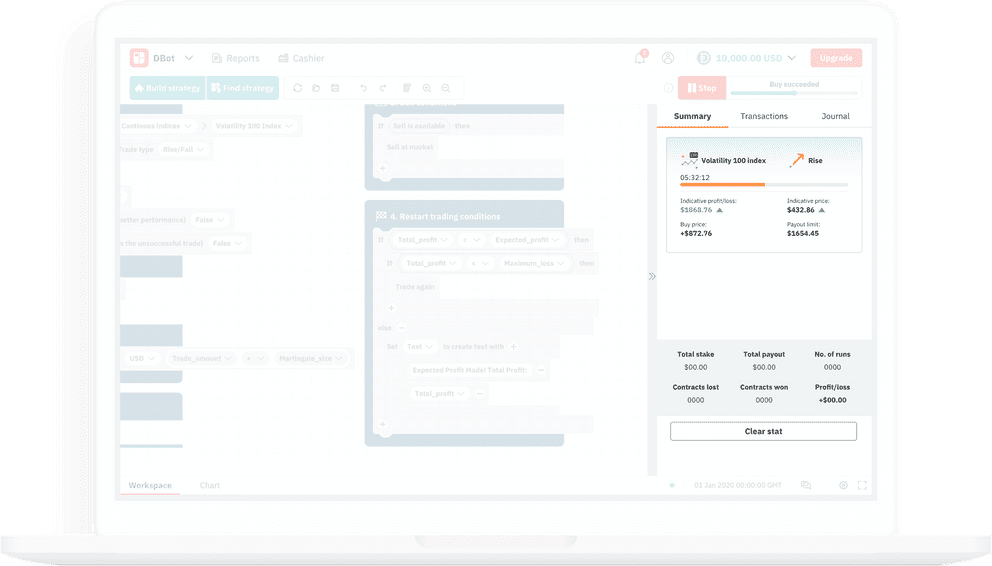 DBot Reports Cashier 10,000.00 USD Upgrade
Build strategy Find strategy Stop Buy succeeded
Summary Transactions Journal
If Sell is available then
Continous Indices Volatility 100 Index
Sell at market
Trade type Rise/Fall
Volatility 100 index Rise
05:32:12
Indicative profit/loss: Indicative price:
$1868.76 $432.86
Buy price: Payout limit:
+$872.76 $1654.45
4. Restart trading conditions
better performance) False
If Total_profit < Expected_profit then
the unsuccessful trade) False
If Total_profit < Maximum_loss then
Trade again
else
Set Text to create text with
USD Trade_amount Martingale_size
Expected Profit Model Total Profit:
Total_profit
Total stake Total payout No. of runs
$00.00 $00.00 0000
Contracts lost Contracts won Profit/loss
0000 0000 +$00.00
Clear stat
Workspace Chart 01 Jan 2020 00:00:00 GMT